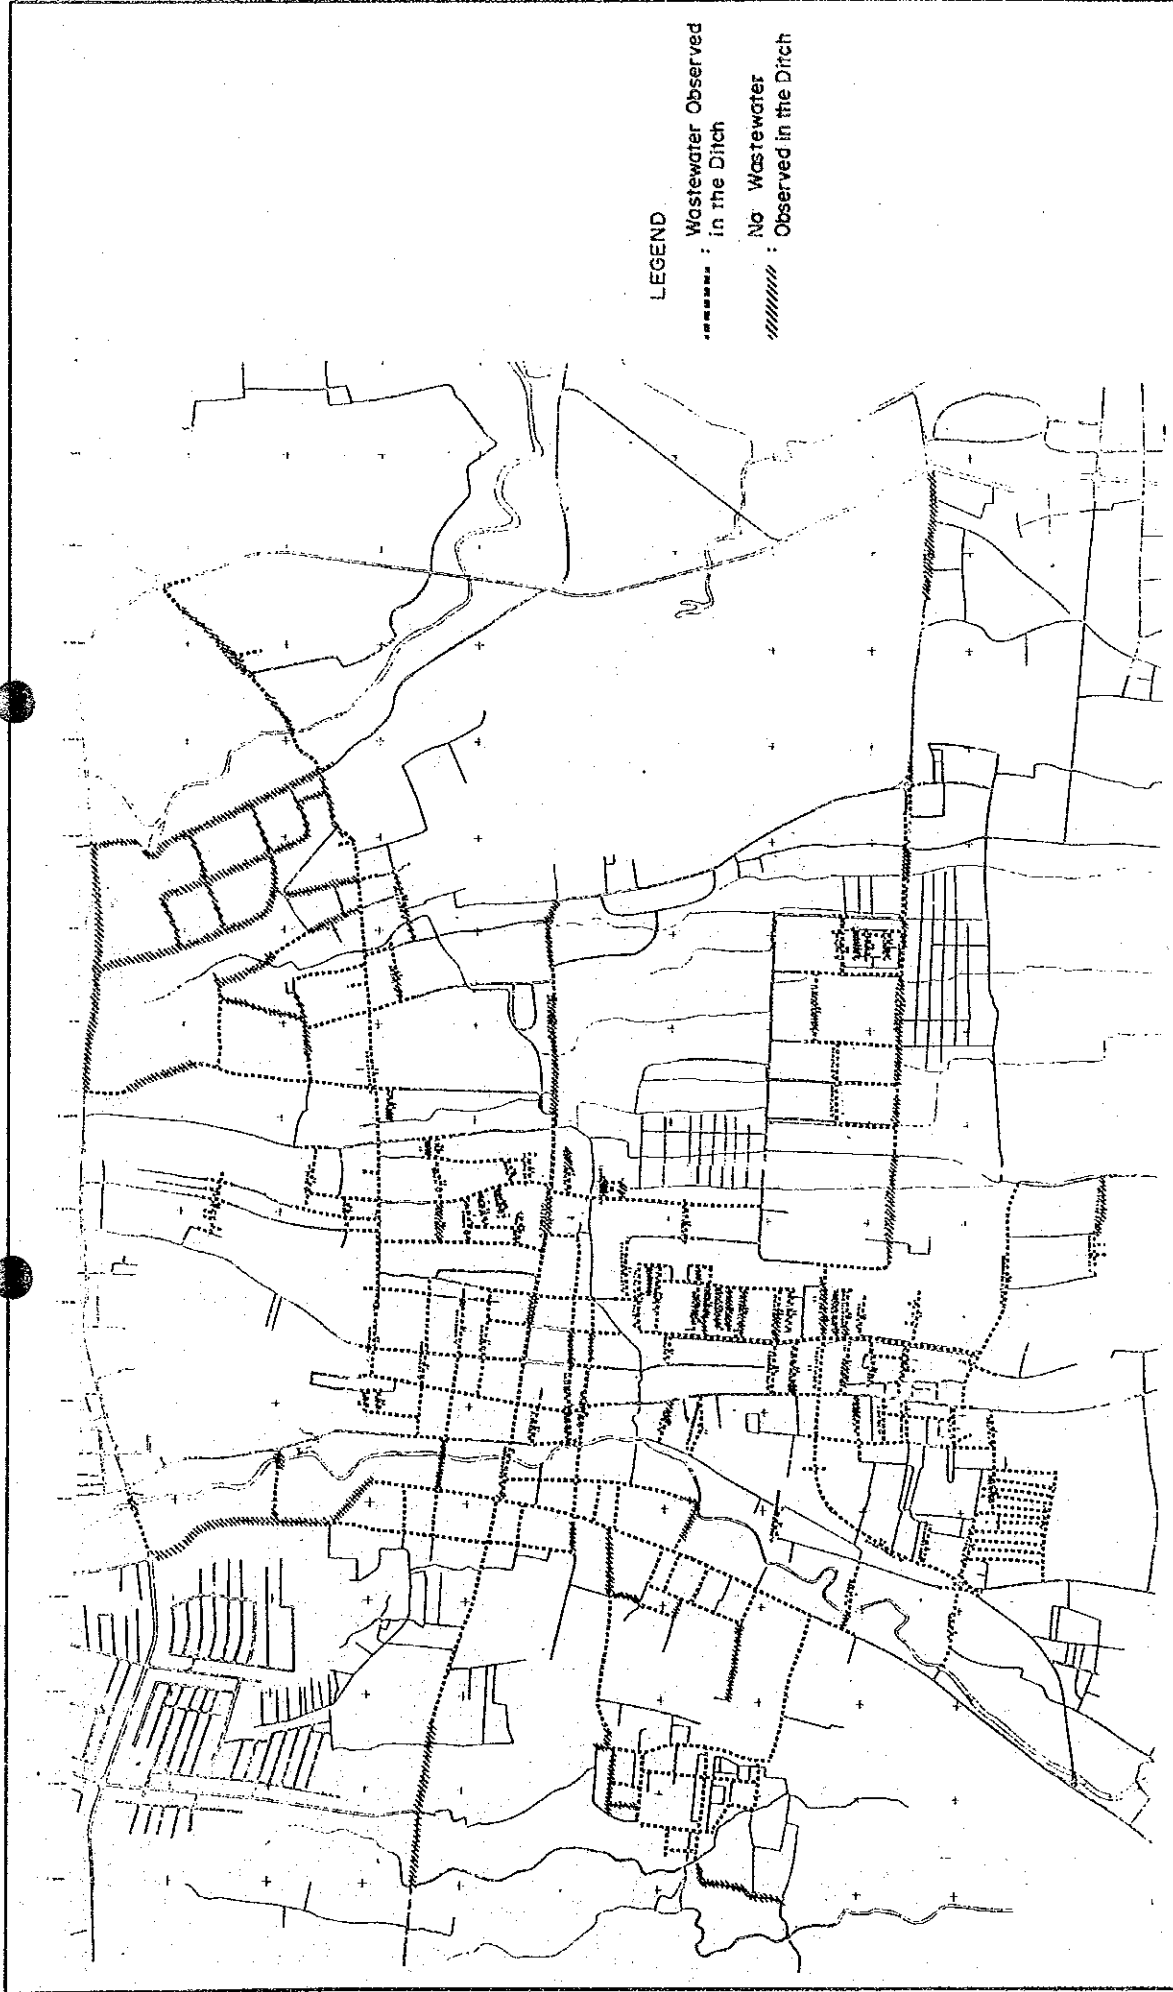 LEGEND
: Wastewater Observed
in the Ditch
: No Wastewater
Observed in the Ditch